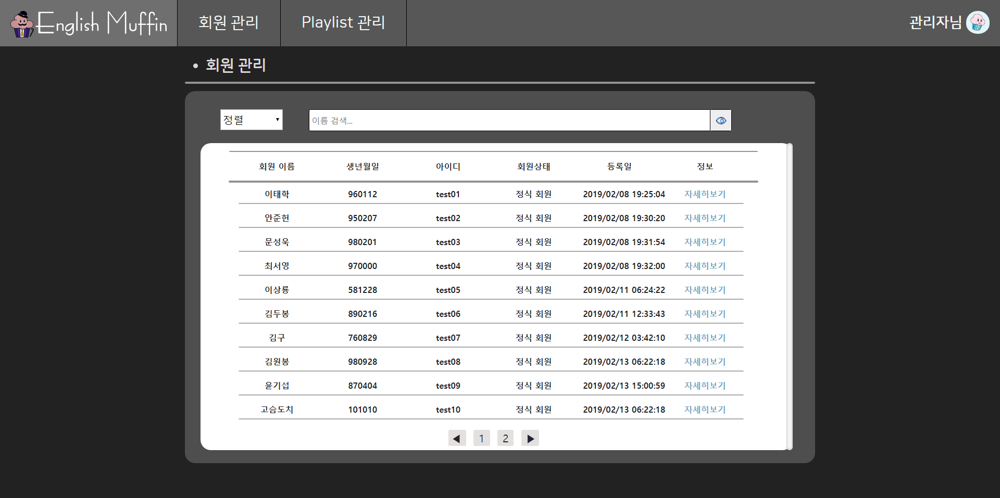 English Muffin 회원 관리 Playlist 관리 관리자님
• 회원 관리
정렬 이름 검색...
회원 이름 생년월일 아이디 회원상태 등록일 정보
이태학 960112 test01 정식 회원 2019/02/08 19:25:04 자세히보기
안준현 950207 test02 정식 회원 2019/02/08 19:30:20 자세히보기
문성욱 980201 test03 정식 회원 2019/02/08 19:31:54 자세히보기
최서영 970000 test04 정식 회원 2019/02/08 19:32:00 자세히보기
이상룡 581228 test05 정식 회원 2019/02/11 06:24:22 자세히보기
김두봉 890216 test06 정식 회원 2019/02/11 12:33:43 자세히보기
김구 760829 test07 정식 회원 2019/02/12 03:42:10 자세히보기
김원봉 980928 test08 정식 회원 2019/02/13 06:22:18 자세히보기
윤기섭 870404 test09 정식 회원 2019/02/13 15:00:59 자세히보기
고슴도치 101010 test10 정식 회원 2019/02/13 06:22:18 자세히보기
◀ 1 2 ▶